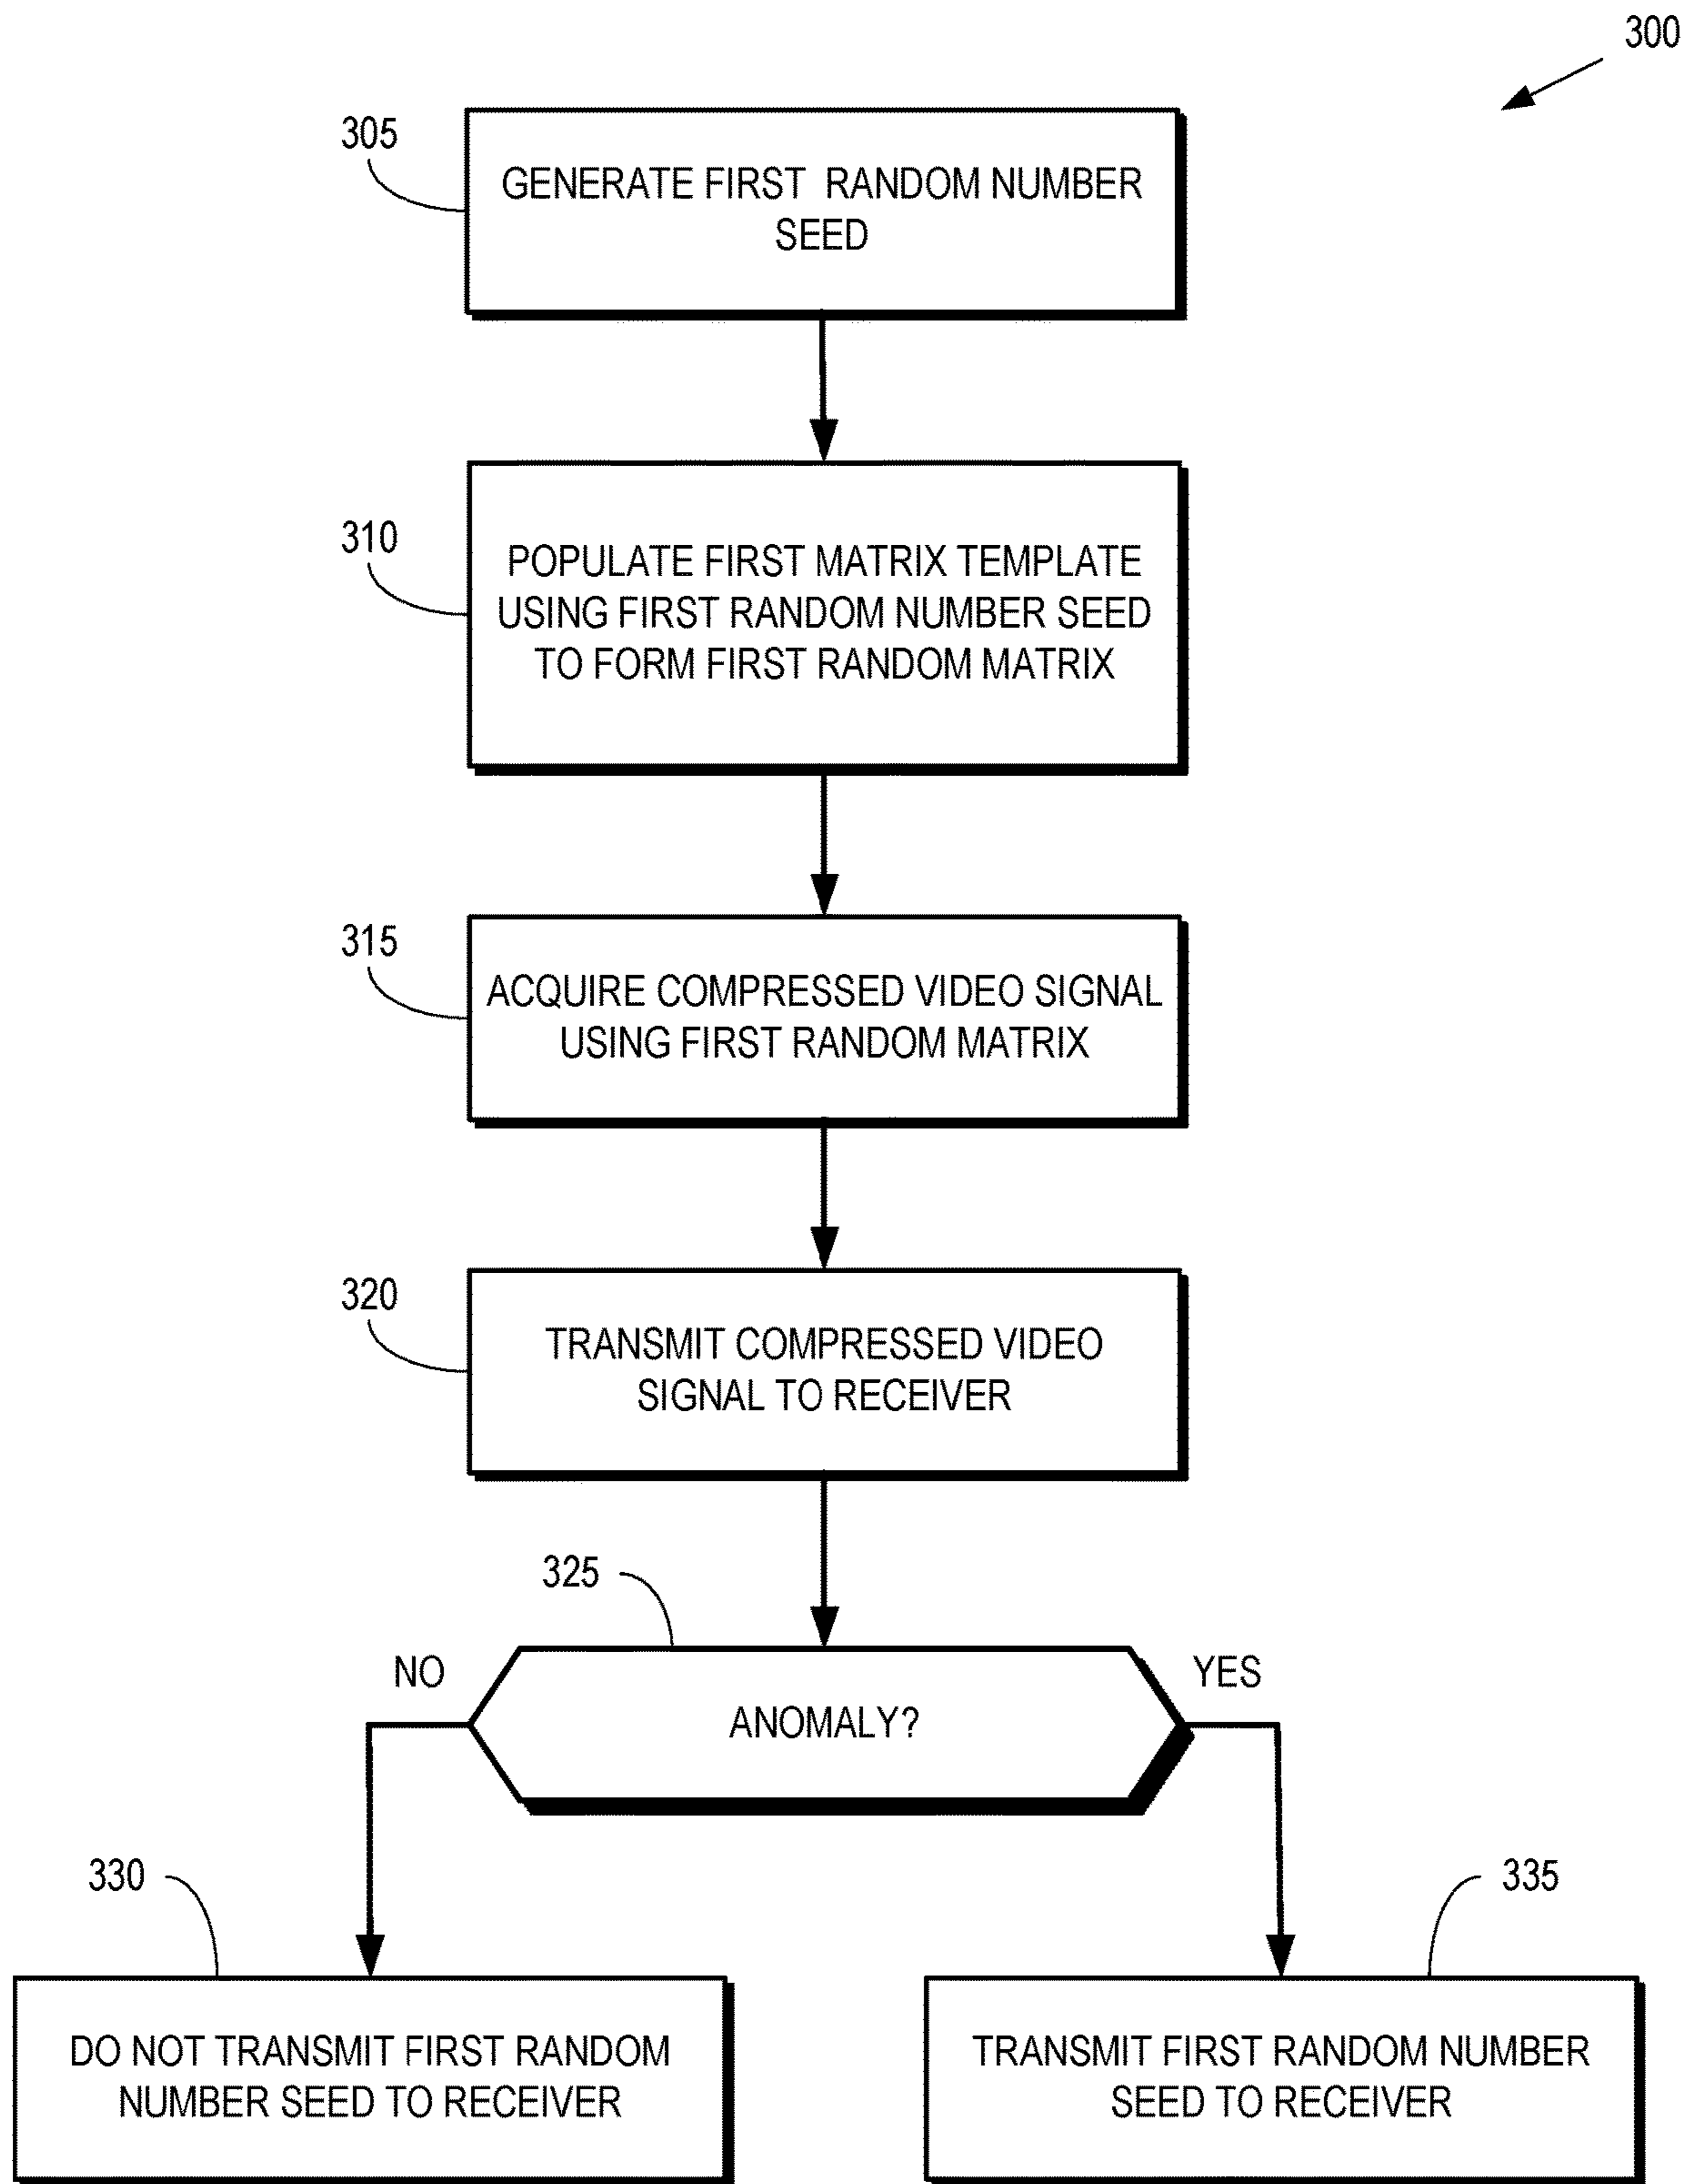 300
305
GENERATE FIRST RANDOM NUMBER
SEED
310
POPULATE FIRST MATRIX TEMPLATE
USING FIRST RANDOM NUMBER SEED
TO FORM FIRST RANDOM MATRIX
315
ACQUIRE COMPRESSED VIDEO SIGNAL
USING FIRST RANDOM MATRIX
320
TRANSMIT COMPRESSED VIDEO
SIGNAL TO RECEIVER
325
NO
YES
ANOMALY?
330
335
DO NOT TRANSMIT FIRST RANDOM
NUMBER SEED TO RECEIVER
TRANSMIT FIRST RANDOM NUMBER
SEED TO RECEIVER